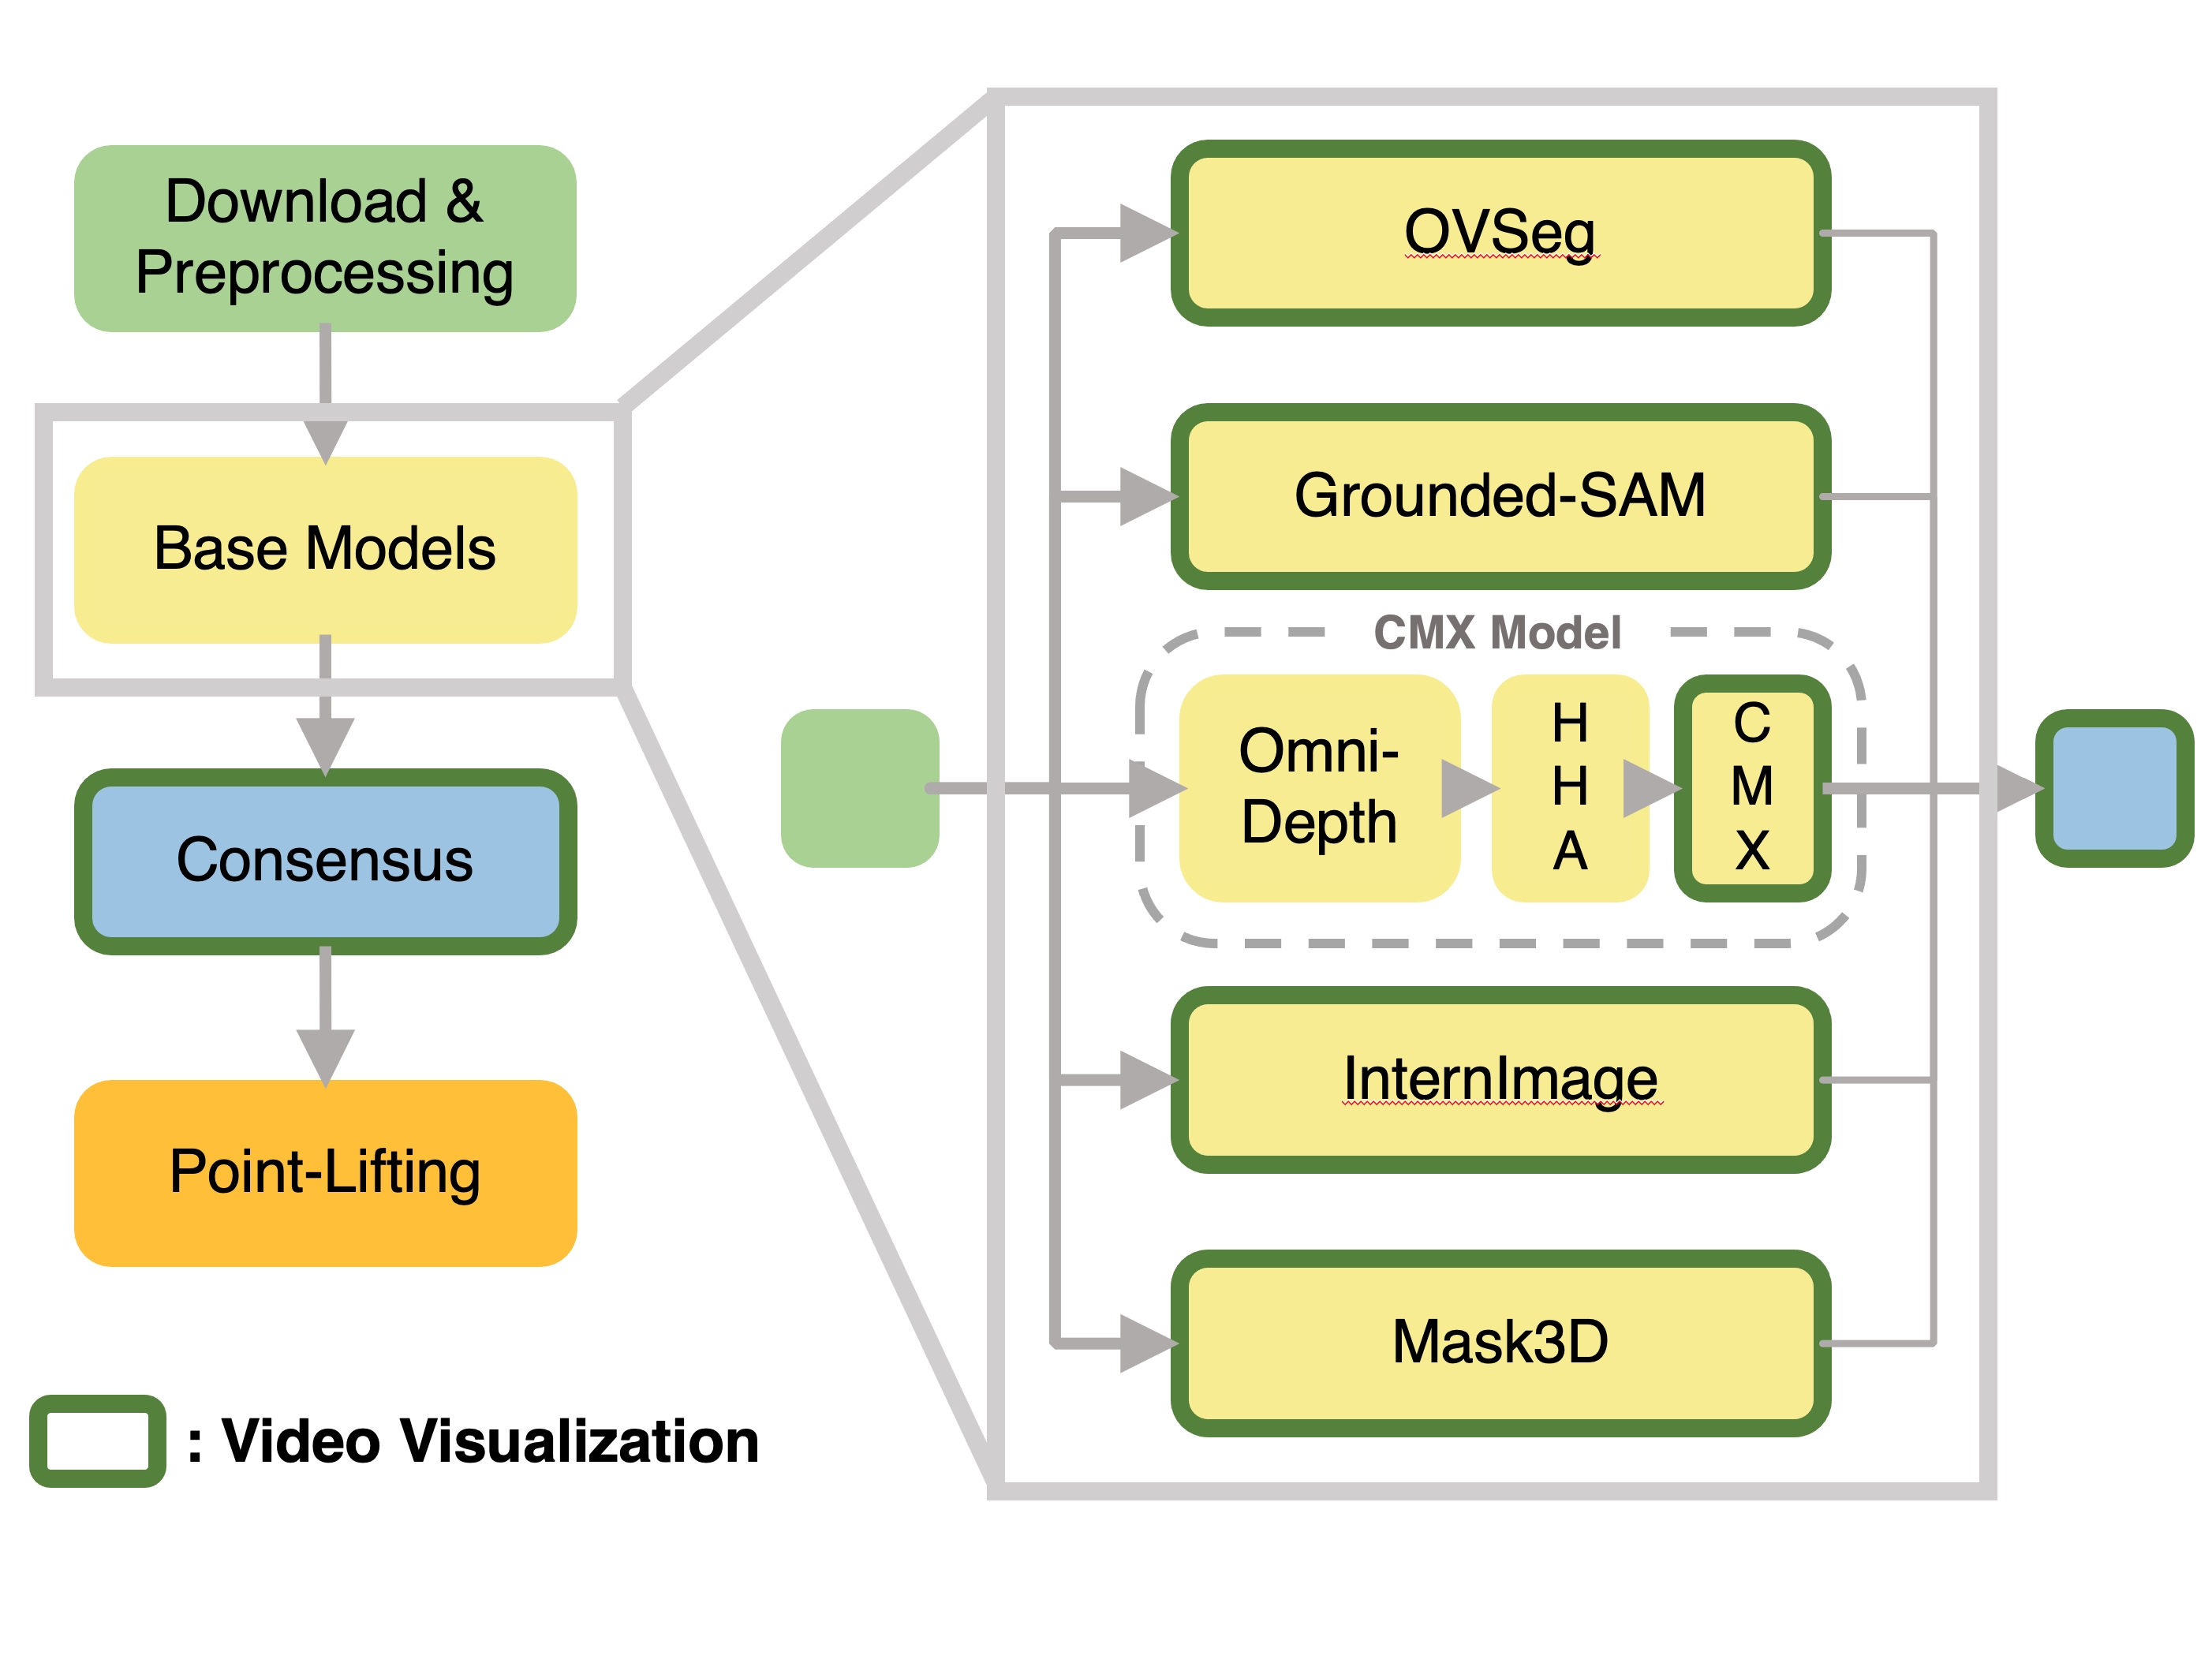 Download &
Preprocessing
Base Models
Consensus
Point-Lifting
: Video Visualization
OVSeg
Grounded-SAM
CMX Model
Omni-
Depth
H
H
A
C
M
X
InternImage
Mask3D